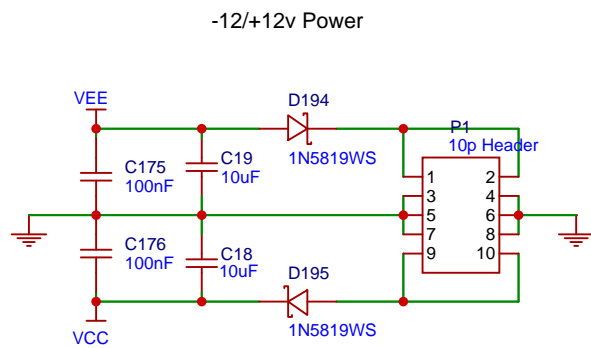 -12/+12v Power
VEE
D194
1N5819WS
P1
10p Header
C175
100nF
C19
10uF
1 2
3 4
5 6
7 8
9 10
C176
100nF
C18
10uF
D195
1N5819WS
VCC